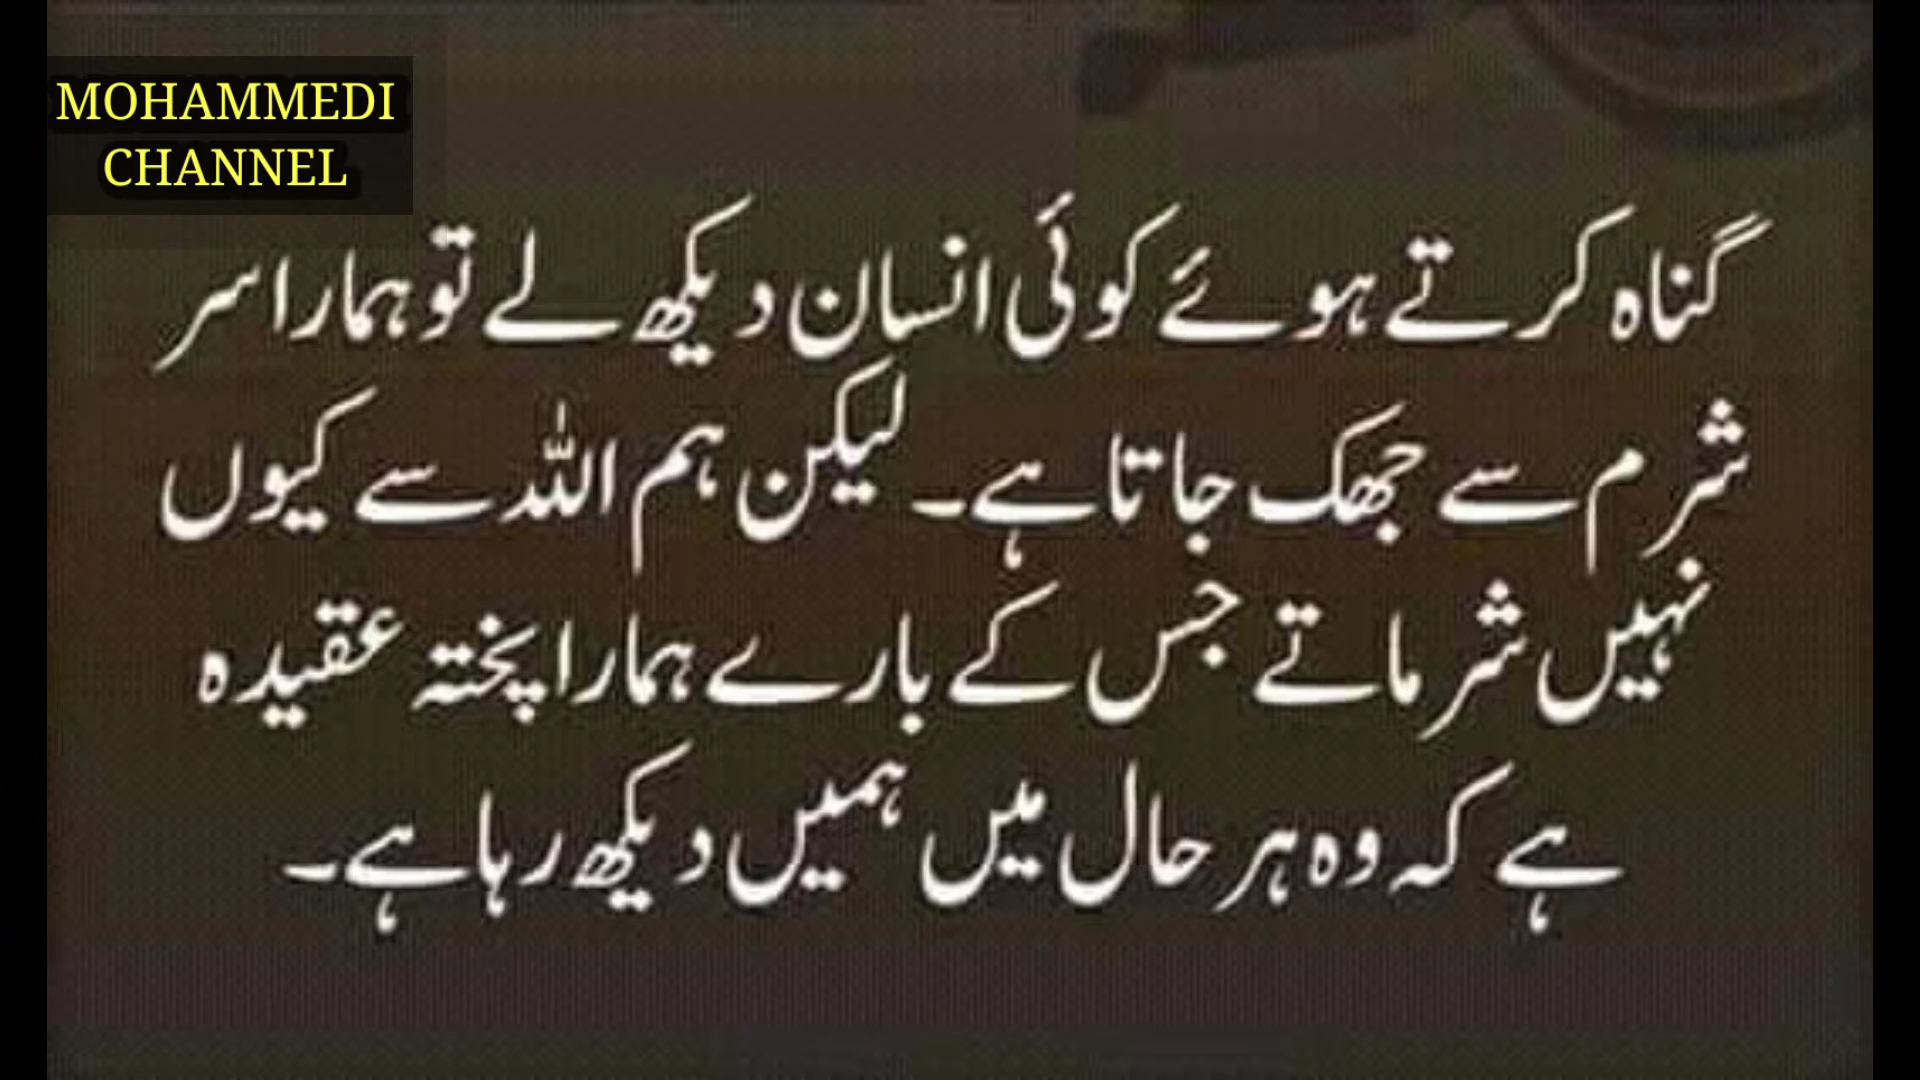 MOHAMMEDI
CHANNEL
گناہ کرتے ہوئے کوئی انسان دیکھ لے تو ہمارا سر
شرم سے جھک جاتا ہے۔ لیکن ہم اللہ سے کیوں
نہیں شرماتے جس کے بارے ہمارا پختہ عقیدہ
ہے کہ وہ ہر حال میں ہمیں دیکھ رہا ہے۔